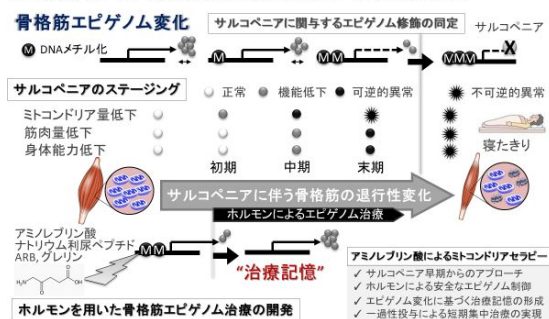 骨格筋エピゲノム変化
サルコペニアに関与するエピゲノム修飾の同定
サルコペニア
M DNAメチル化
M
M M
M M M
X
サルコペニアのステージング
正常 機能低下 可逆的異常 不可逆的異常
ミトコンドリア量低下
筋肉量低下
身体能力低下
初期 中期 末期
寝たきり
サルコペニアに伴う骨格筋の退行性変化
ホルモンによるエピゲノム治療
アミノレブリン酸
ナトリウム利尿ペプチド
ARB, グレリン
M M
"治療記憶"
ホルモンを用いた骨格筋エピゲノム治療の開発
アミノレブリン酸によるミトコンドリアセラピー
✓ サルコペニア早期からのアプローチ
✓ ホルモンによる安全なエピゲノム制御
✓ エピゲノム変化に基づく治療記憶の形成
✓ 一過性投与による短期集中治療の実現